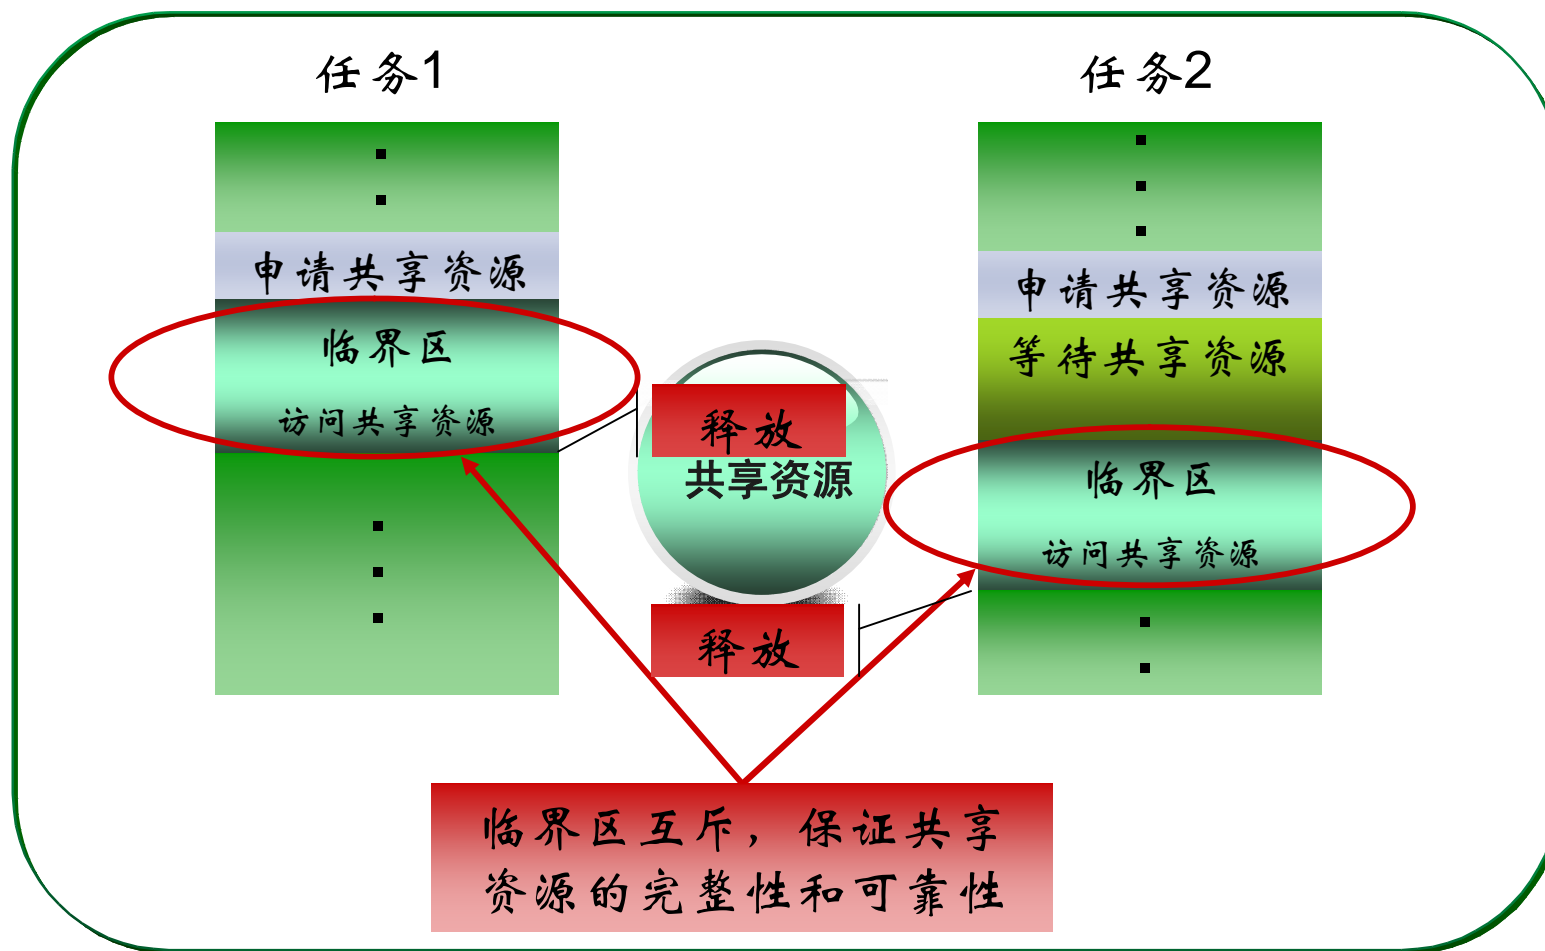 任务1
申请共享资源
临界区
访问共享资源
任务2
申请共享资源
等待共享资源
临界区
访问共享资源
释放
共享资源
释放
临界区互斥，保证共享
资源的完整性和可靠性